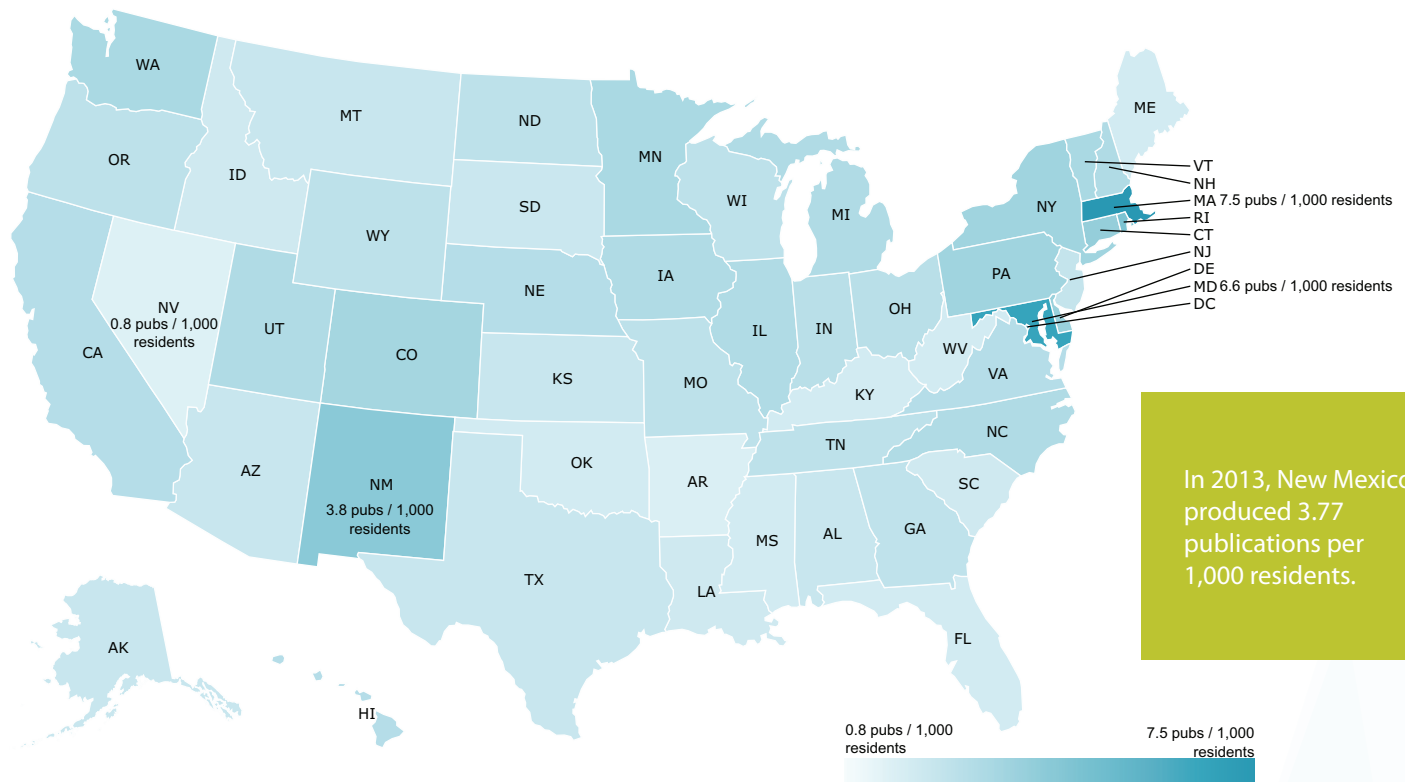 WA
MT
ND
MN
ME
OR
ID
SD
WI
MI
NY
VT
NH
MA 7.5 pubs / 1,000 residents
RI
CT
NJ
DE
MD 6.6 pubs / 1,000 residents
DC
WY
IA
PA
NE
NV
0.8 pubs / 1,000
residents
UT
CO
IL
IN
OH
WV
CA
KS
MO
KY
VA
AZ
NM
3.8 pubs / 1,000
residents
OK
AR
TN
NC
SC
MS
AL
GA
TX
LA
FL
AK
HI
In 2013, New Mexico
produced 3.77
publications per
1,000 residents.
0.8 pubs / 1,000
residents
7.5 pubs / 1,000
residents